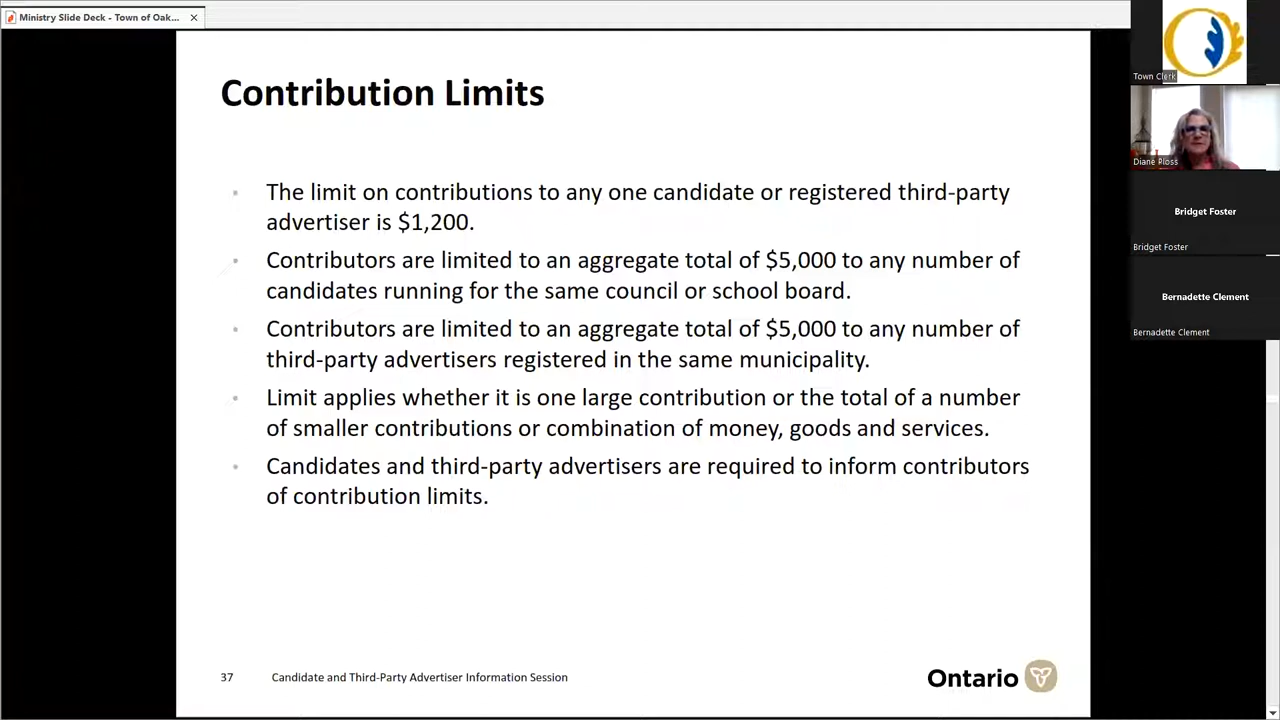 Ministry Slide Deck - Town of Oak...
Contribution Limits
The limit on contributions to any one candidate or registered third-party
advertiser is $1,200.
Contributors are limited to an aggregate total of $5,000 to any number of
candidates running for the same council or school board.
Contributors are limited to an aggregate total of $5,000 to any number of
third-party advertisers registered in the same municipality.
Limit applies whether it is one large contribution or the total of a number
of smaller contributions or combination of money, goods and services.
Candidates and third-party advertisers are required to inform contributors
of contribution limits.
37
Candidate and Third-Party Advertiser Information Session
Ontario
Town Clerk
Diane Ploss
Bridget Foster
Bridget Foster
Bernadette Clement
Bernadette Clement